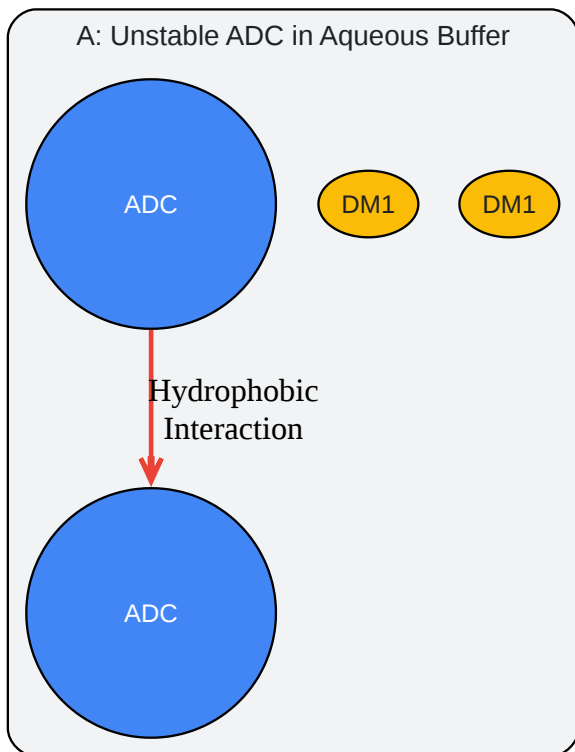 A: Unstable ADC in Aqueous Buffer
ADC
DM1
DM1
Hydrophobic
Interaction
ADC